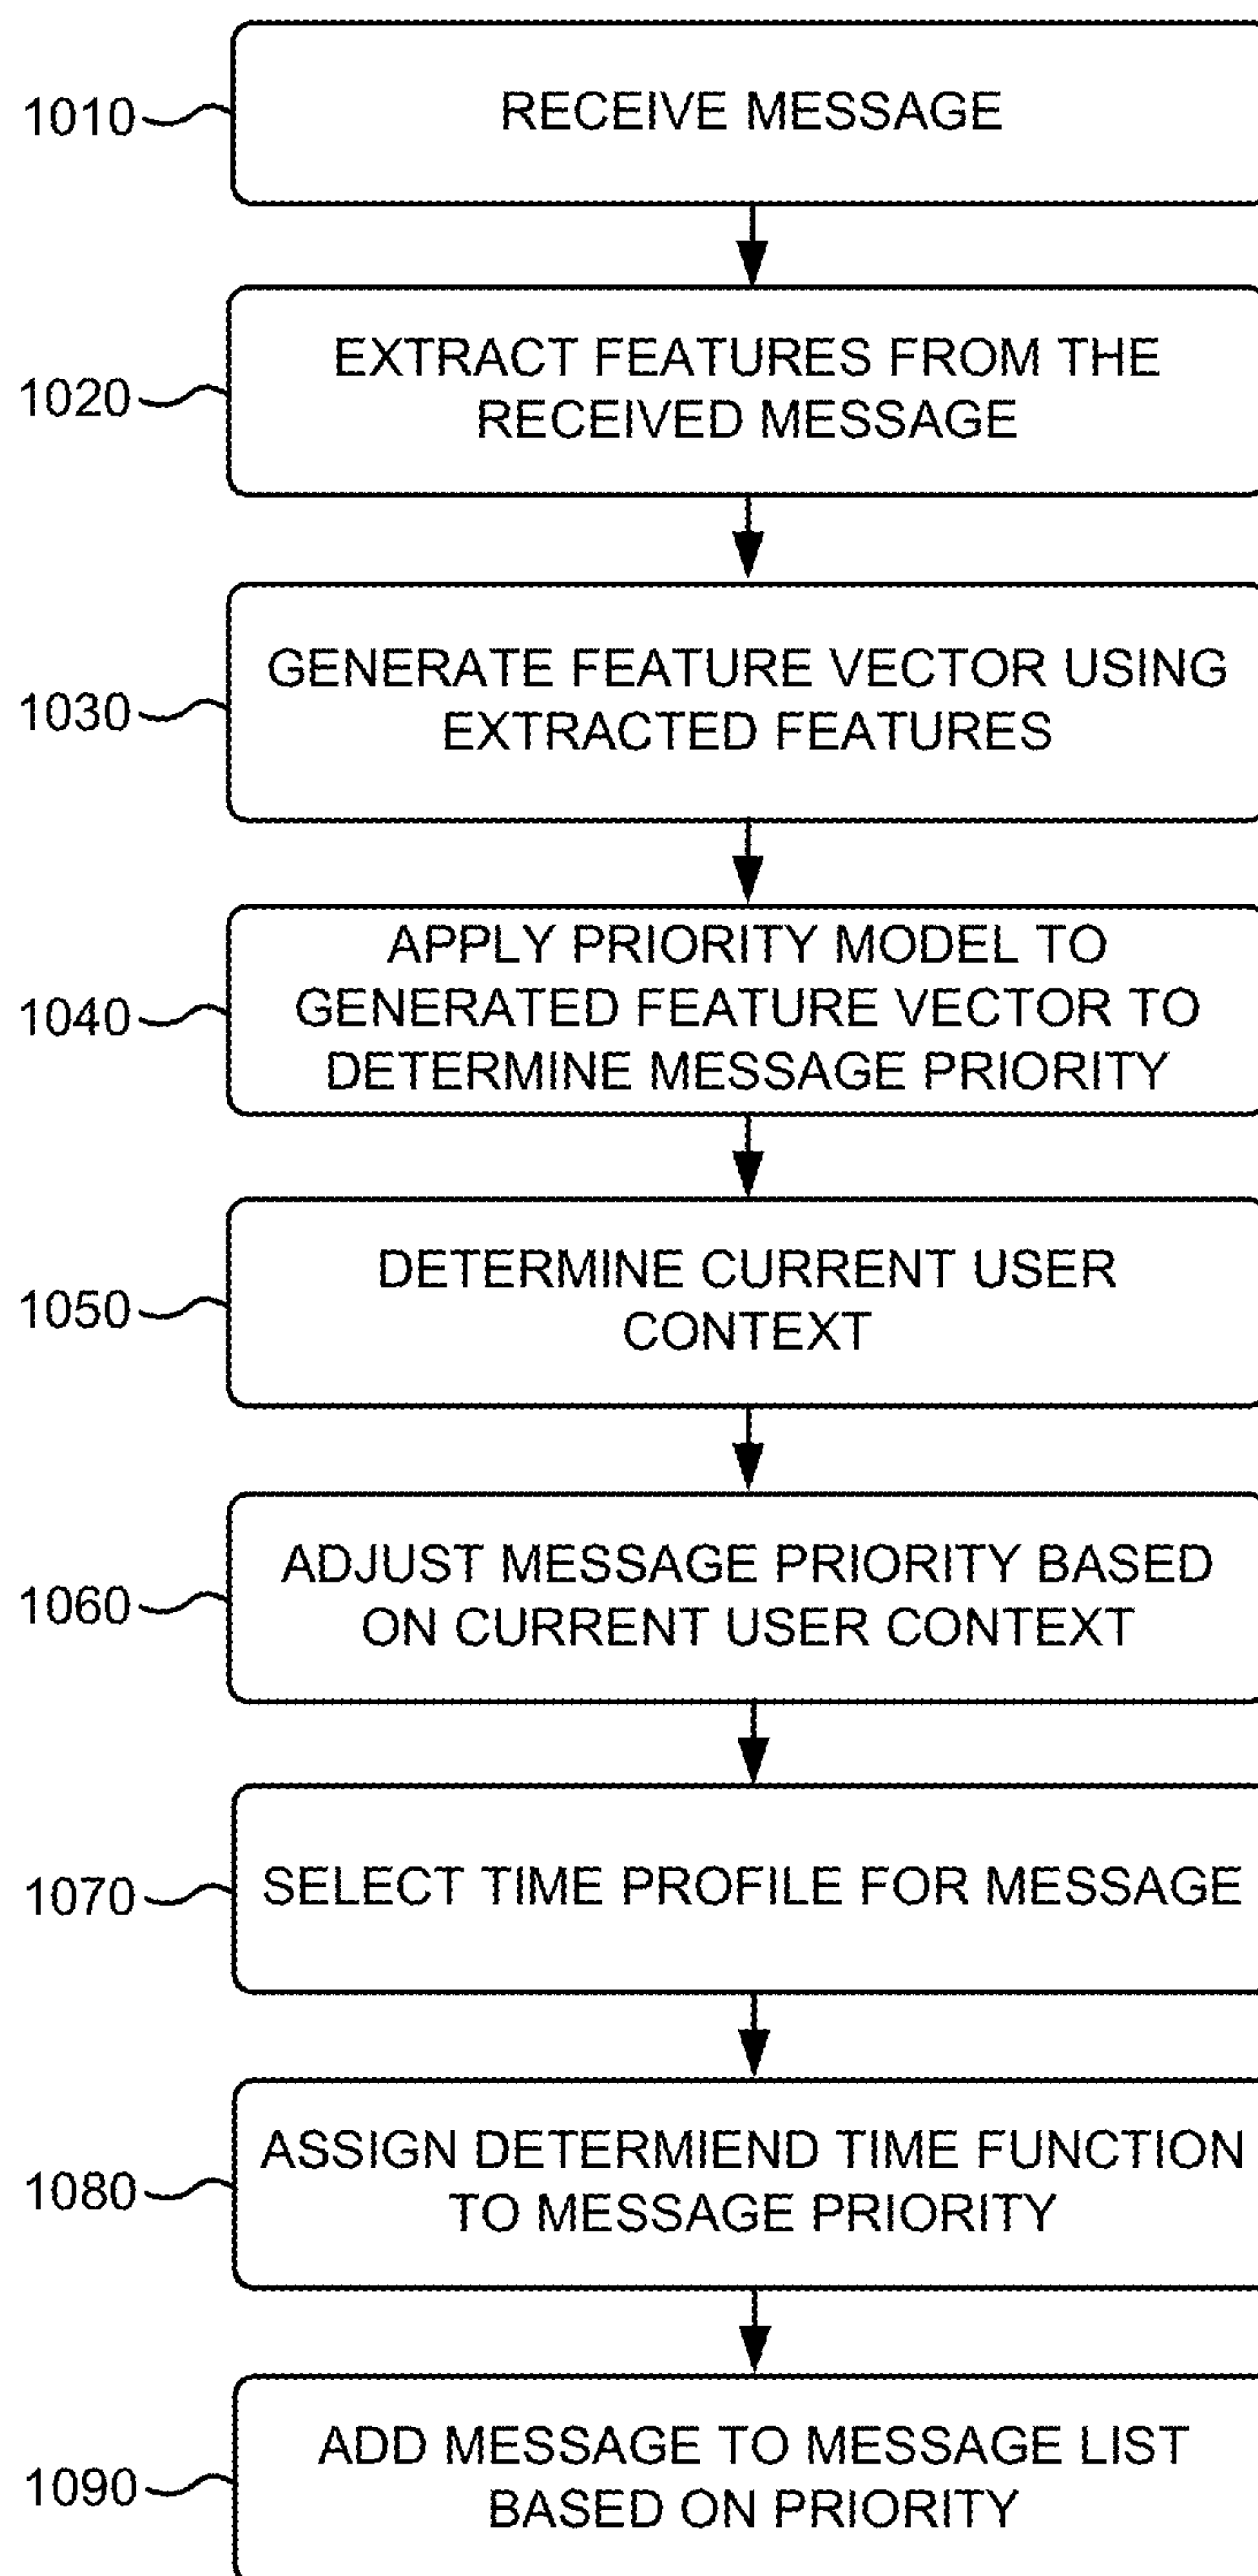 1010
RECEIVE MESSAGE
1020
EXTRACT FEATURES FROM THE
RECEIVED MESSAGE
1030
GENERATE FEATURE VECTOR USING
EXTRACTED FEATURES
1040
APPLY PRIORITY MODEL TO
GENERATED FEATURE VECTOR TO
DETERMINE MESSAGE PRIORITY
1050
DETERMINE CURRENT USER
CONTEXT
1060
ADJUST MESSAGE PRIORITY BASED
ON CURRENT USER CONTEXT
1070
SELECT TIME PROFILE FOR MESSAGE
1080
ASSIGN DETERMIEND TIME FUNCTION
TO MESSAGE PRIORITY
1090
ADD MESSAGE TO MESSAGE LIST
BASED ON PRIORITY